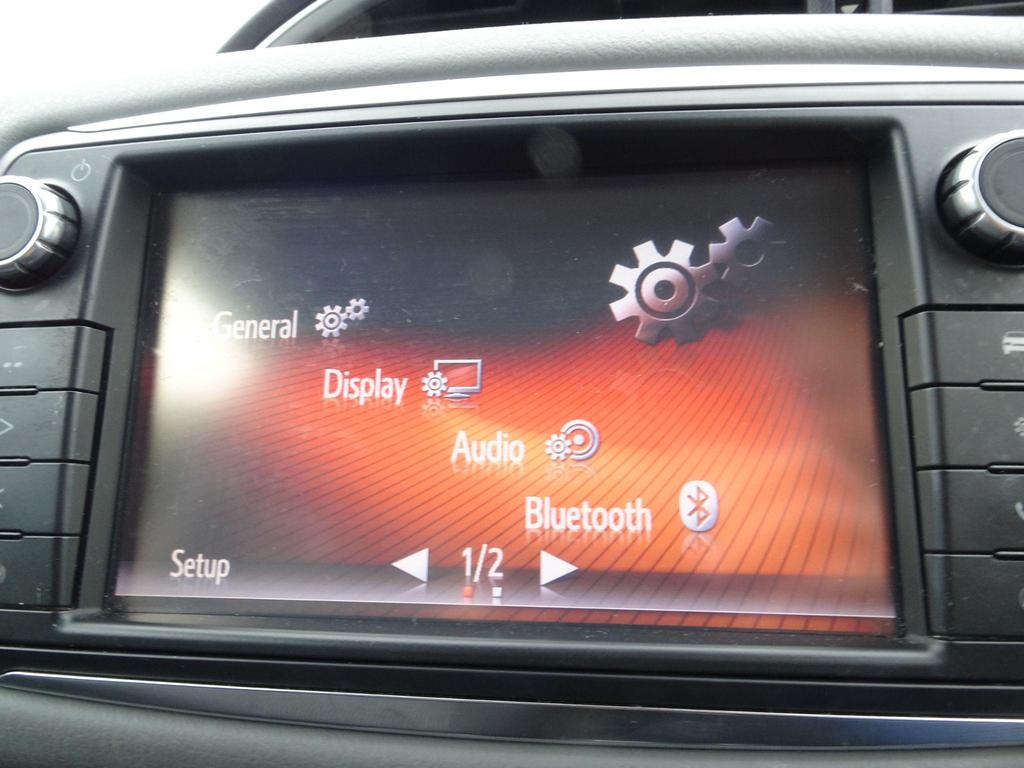 General
Display
Audio
Bluetooth
Setup
1/2